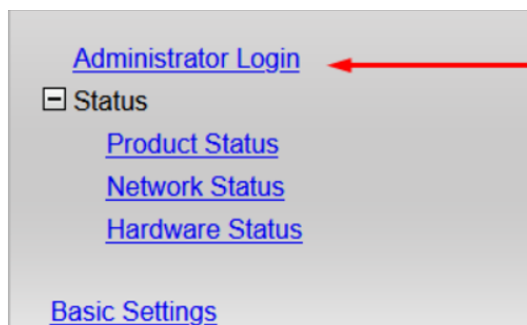 Administrator Login
Status
Product Status
Network Status
Hardware Status
Basic Settings